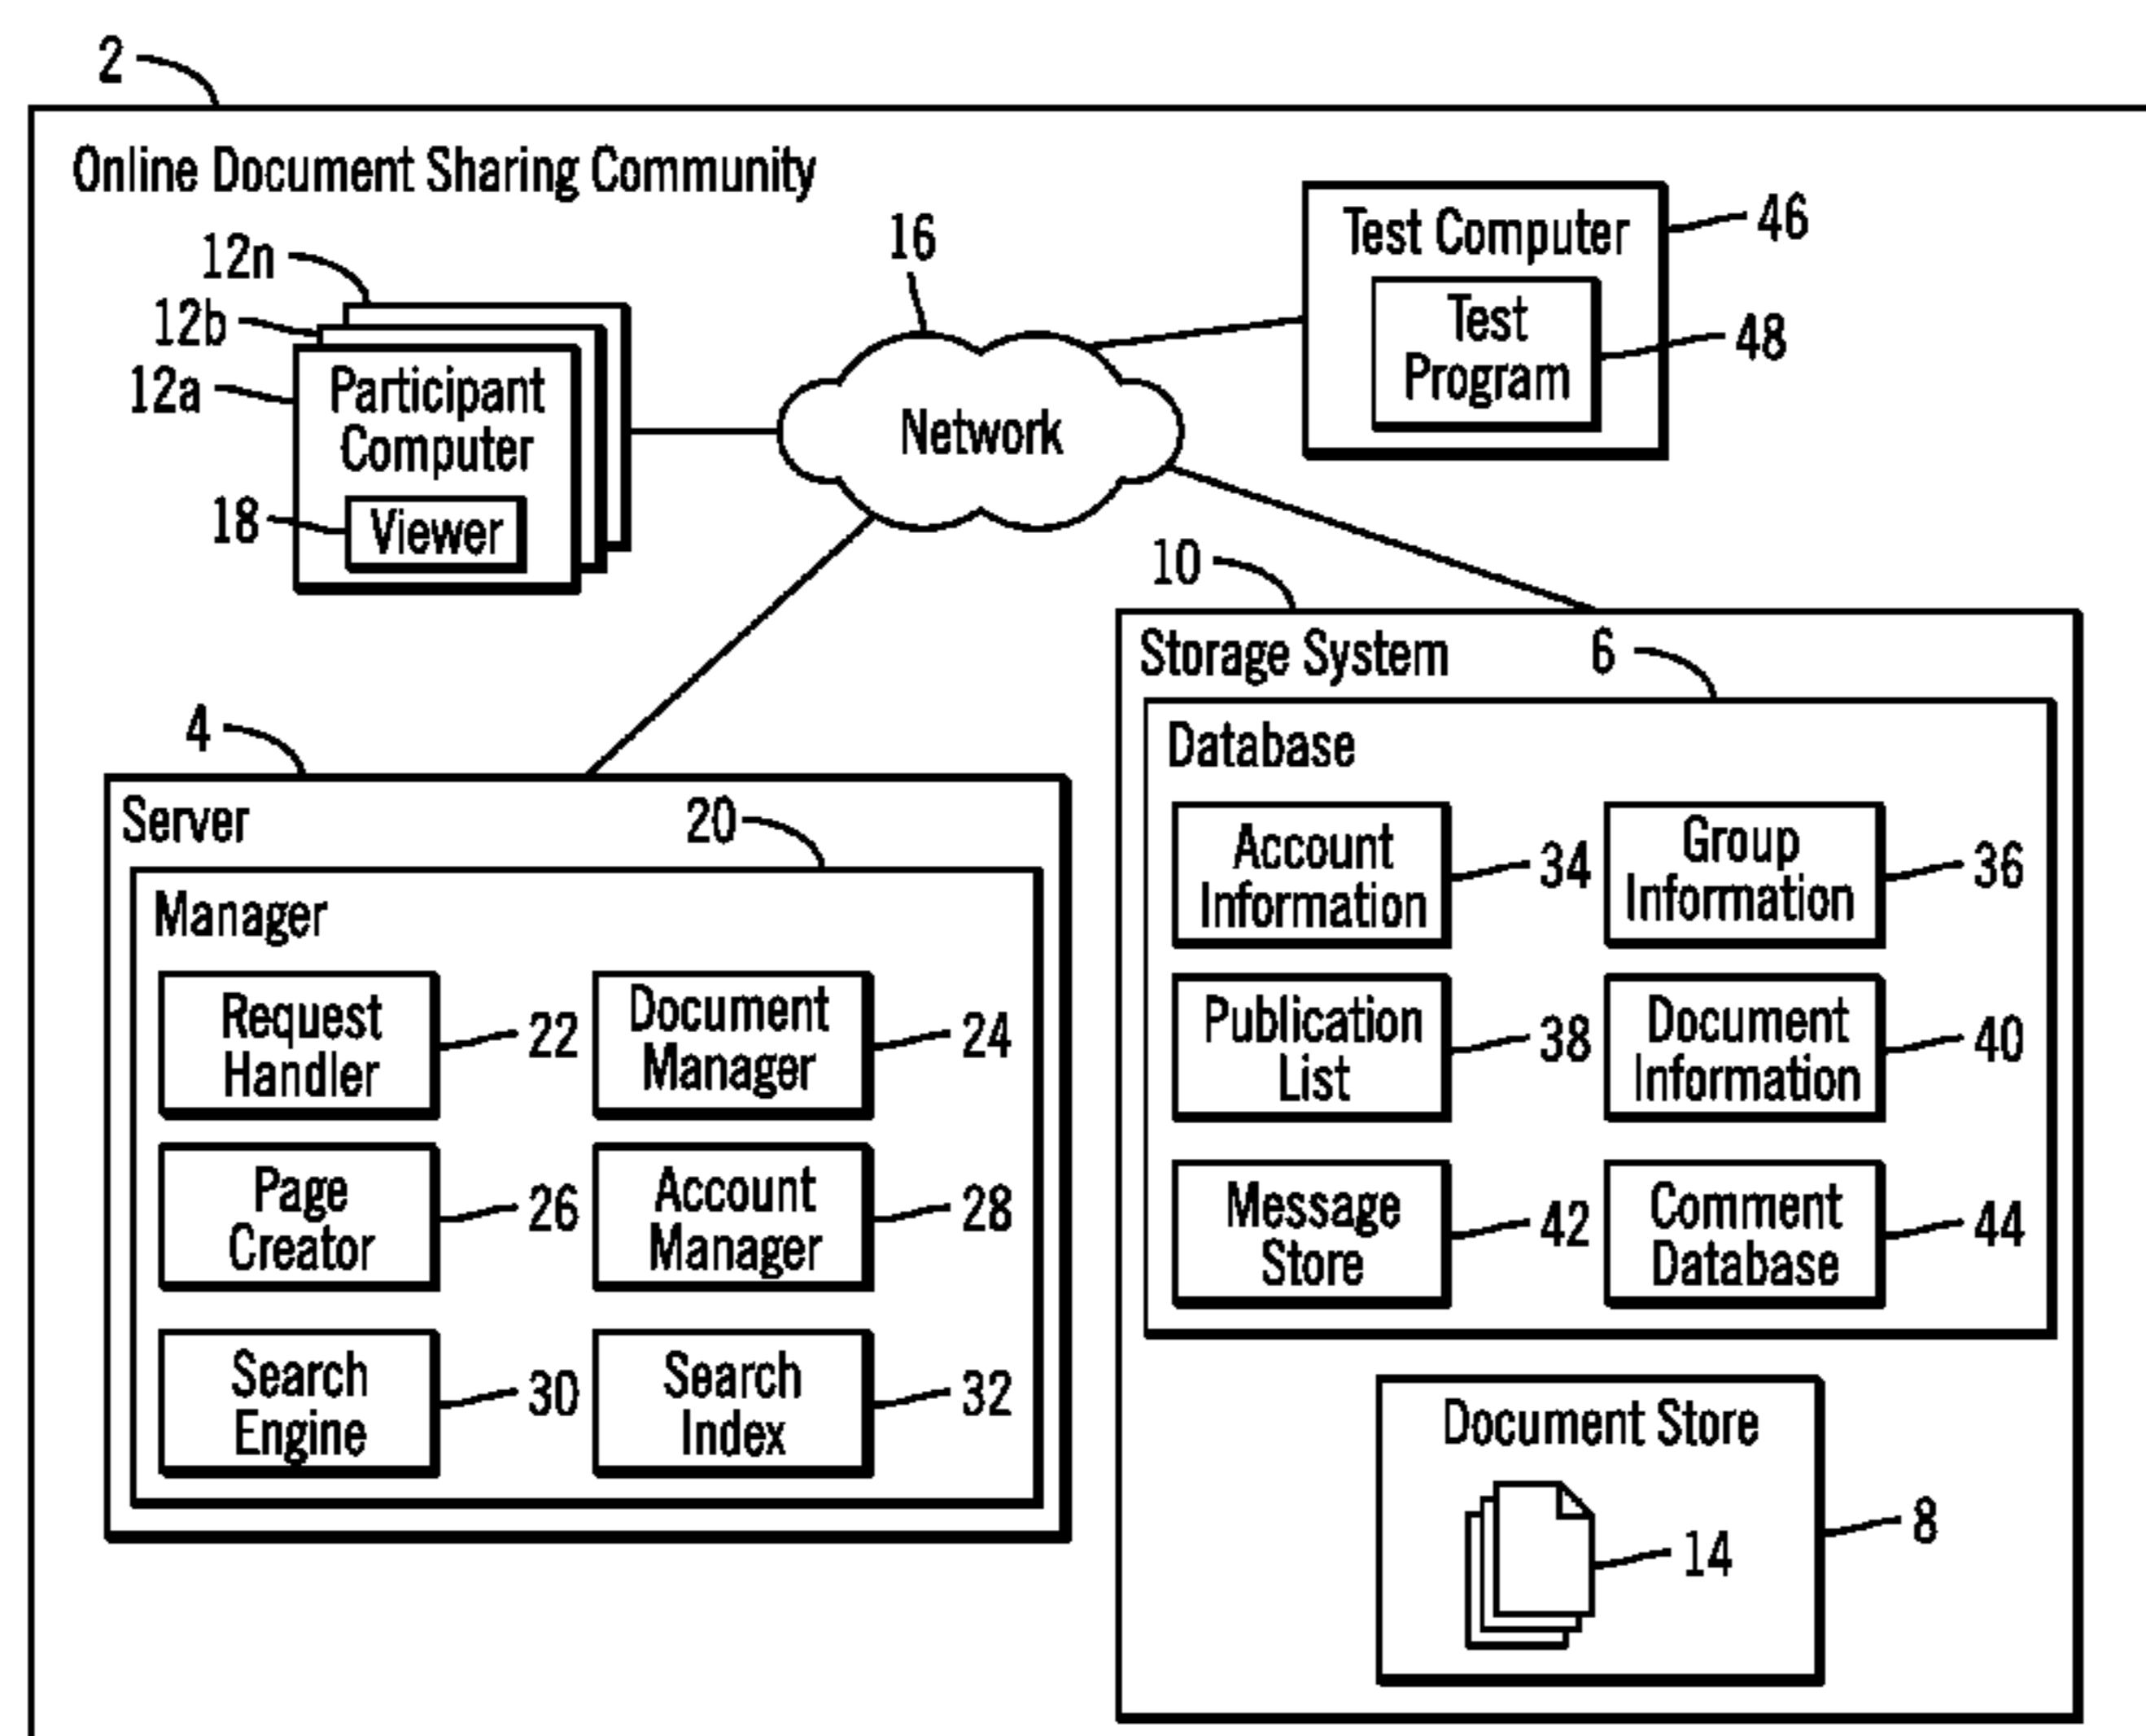 2
Online Document Sharing Community
12n
12b
12a
Participant
Computer
18
Viewer
16
Network
Test Computer
46
Test
Program
48
10
Storage System
6
Database
Account
Information
34
Group
Information
36
Publication
List
38
Document
Information
40
Message
Store
42
Comment
Database
44
Document Store
14
8
4
Server
20
Manager
Request
Handler
22
Document
Manager
24
Page
Creator
26
Account
Manager
28
Search
Engine
30
Search
Index
32